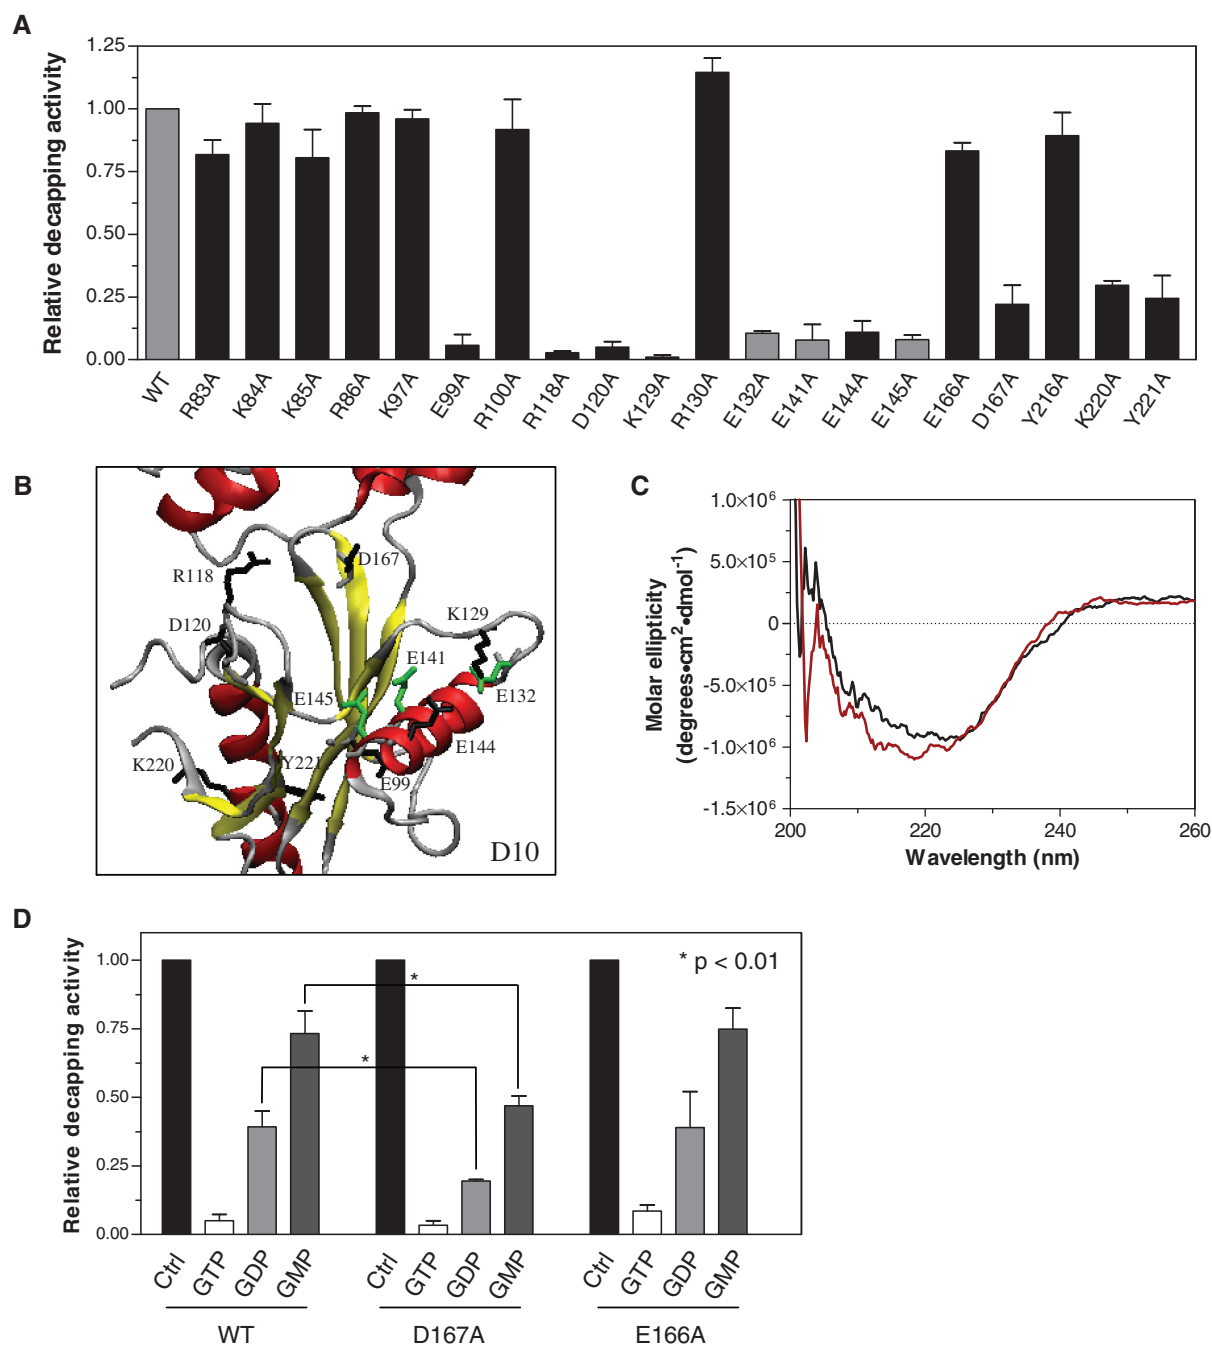 A
Relative decapping activity
1.25
1.00
0.75
0.50
0.25
0.00
WT
R83A
K84A
K85A
R86A
K97A
E99A
R100A
R118A
D120A
K129A
R130A
E132A
E141A
E144A
E145A
E166A
D167A
Y216A
K220A
Y221A
B
R118
D167
D120
K129
E141
E145
E132
E144
K220
Y221
E99
D10
C
Molar ellipticity
(degrees•cm²•dmol⁻¹)
1.0×10⁶
5.0×10⁵
0
-5.0×10⁵
-1.0×10⁶
-1.5×10⁶
200 220 240 260
Wavelength (nm)
D
Relative decapping activity
1.00
0.75
0.50
0.25
0.00
* p < 0.01
*
*
Ctrl
GTP
GDP
GMP
Ctrl
GTP
GDP
GMP
Ctrl
GTP
GDP
GMP
WT D167A E166A